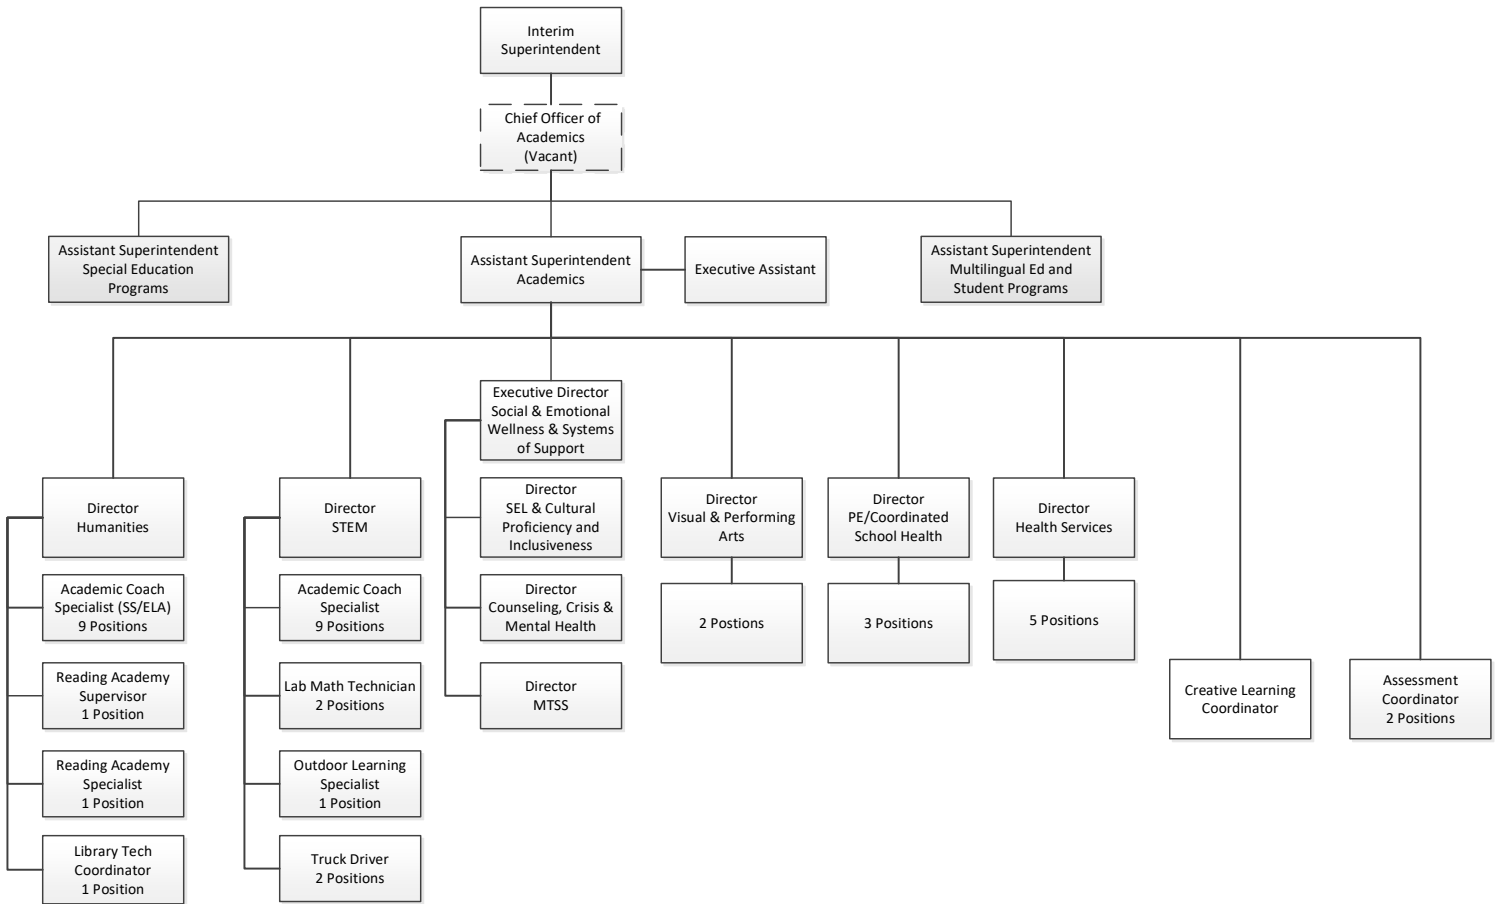 Interim
Superintendent
Chief Officer of
Academics
(Vacant)
Assistant Superintendent
Special Education
Programs
Assistant Superintendent
Academics
Executive Assistant
Assistant Superintendent
Multilingual Ed and
Student Programs
Executive Director
Social & Emotional
Wellness & Systems
of Support
Director
Humanities
Director
STEM
Director
SEL & Cultural
Proficiency and
Inclusiveness
Director
Visual & Performing
Arts
Director
PE/Coordinated
School Health
Director
Health Services
Academic Coach
Specialist (SS/ELA)
9 Positions
Academic Coach
Specialist
9 Positions
Director
Counseling, Crisis &
Mental Health
2 Postions
3 Positions
5 Positions
Reading Academy
Supervisor
1 Position
Lab Math Technician
2 Positions
Director
MTSS
Creative Learning
Coordinator
Assessment
Coordinator
2 Positions
Reading Academy
Specialist
1 Position
Outdoor Learning
Specialist
1 Position
Library Tech
Coordinator
1 Position
Truck Driver
2 Positions